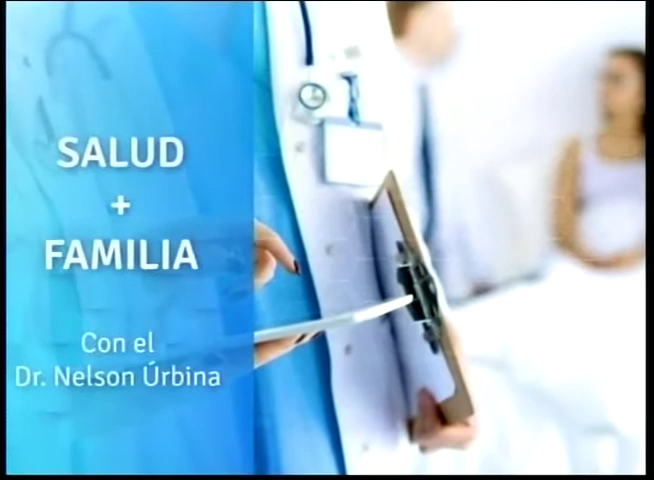 SALUD
+
FAMILIA
Con el
Dr. Nelson Úrbina